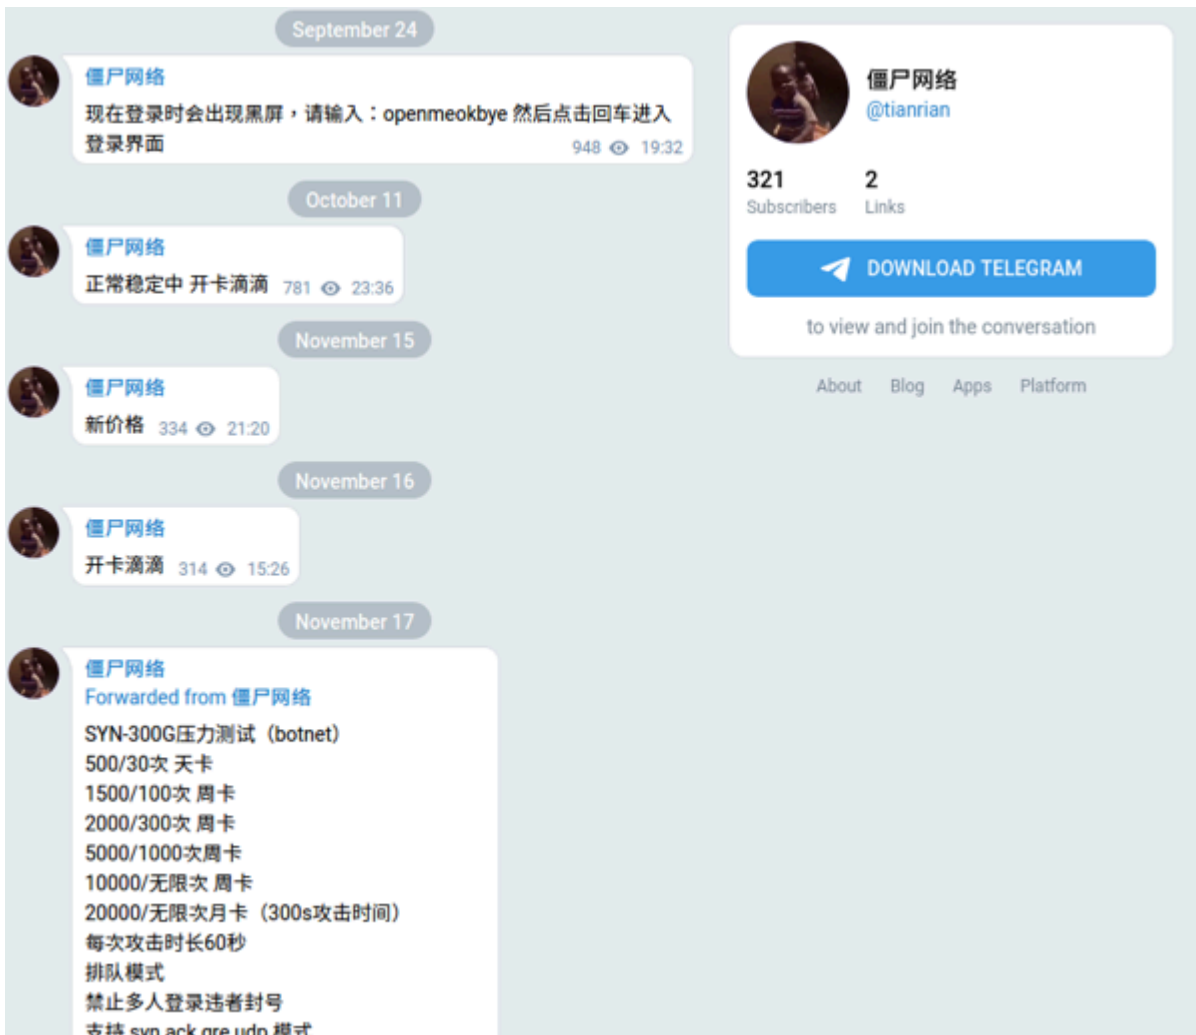 September 24
僵尸网络
现在登录时会出现黑屏，请输入：openmeokbye 然后点击回车进入
登录界面
948 19:32
October 11
僵尸网络
正常稳定中 开卡滴滴 781 23:36
November 15
僵尸网络
新价格 334 21:20
November 16
僵尸网络
开卡滴滴 314 15:26
November 17
僵尸网络
Forwarded from 僵尸网络
SYN-300G压力测试（botnet）
500/30次 天卡
1500/100次 周卡
2000/300次 周卡
5000/1000次周卡
10000/无限次 周卡
20000/无限次月卡（300s攻击时间）
每次攻击时长60秒
排队模式
禁止多人登录违者封号
支持 syn ack gre udp 模式
僵尸网络
@tianrian
321 2
Subscribers Links
DOWNLOAD TELEGRAM
to view and join the conversation
About Blog Apps Platform